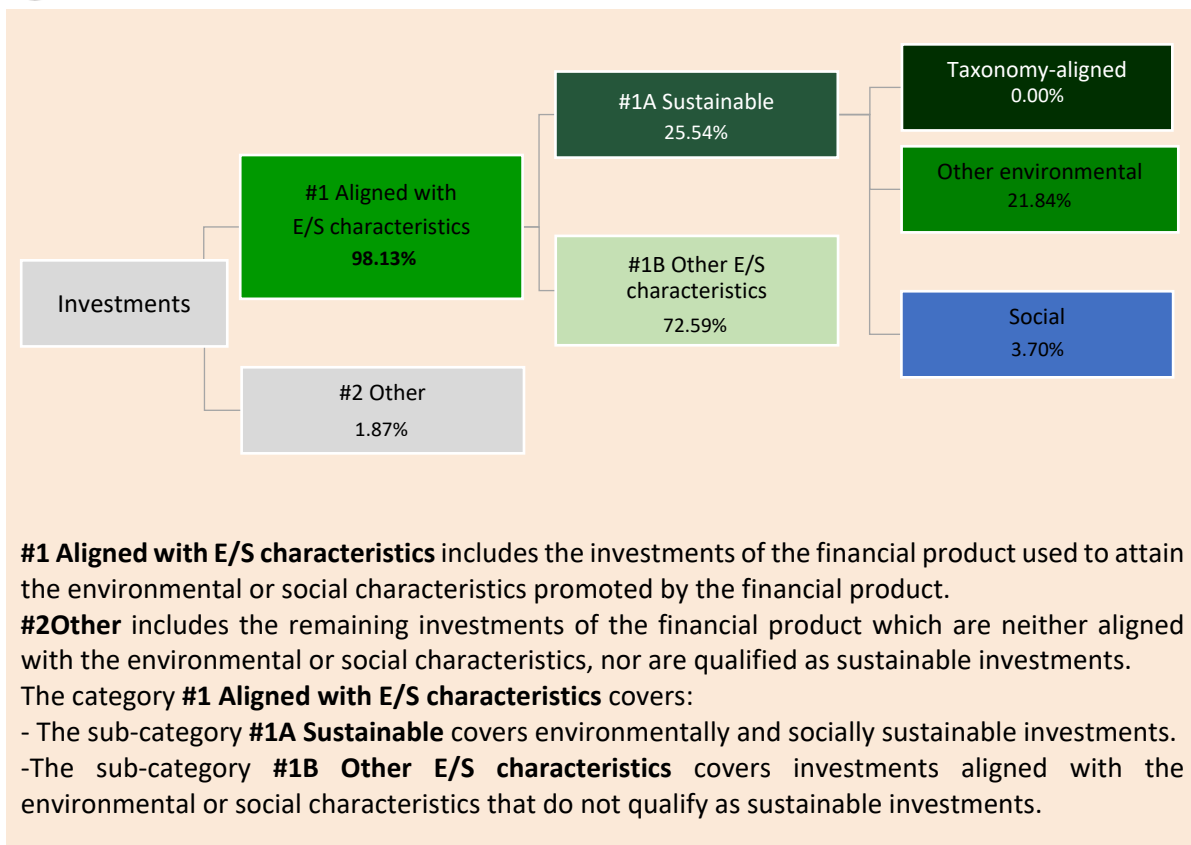 Investments
#1 Aligned with
E/S characteristics
98.13%
#2 Other
1.87%
#1A Sustainable
25.54%
#1B Other E/S
characteristics
72.59%
Taxonomy-aligned
0.00%
Other environmental
21.84%
Social
3.70%
#1 Aligned with E/S characteristics includes the investments of the financial product used to attain
the environmental or social characteristics promoted by the financial product.
#2Other includes the remaining investments of the financial product which are neither aligned
with the environmental or social characteristics, nor are qualified as sustainable investments.
The category #1 Aligned with E/S characteristics covers:
- The sub-category #1A Sustainable covers environmentally and socially sustainable investments.
-The sub-category #1B Other E/S characteristics covers investments aligned with the
environmental or social characteristics that do not qualify as sustainable investments.